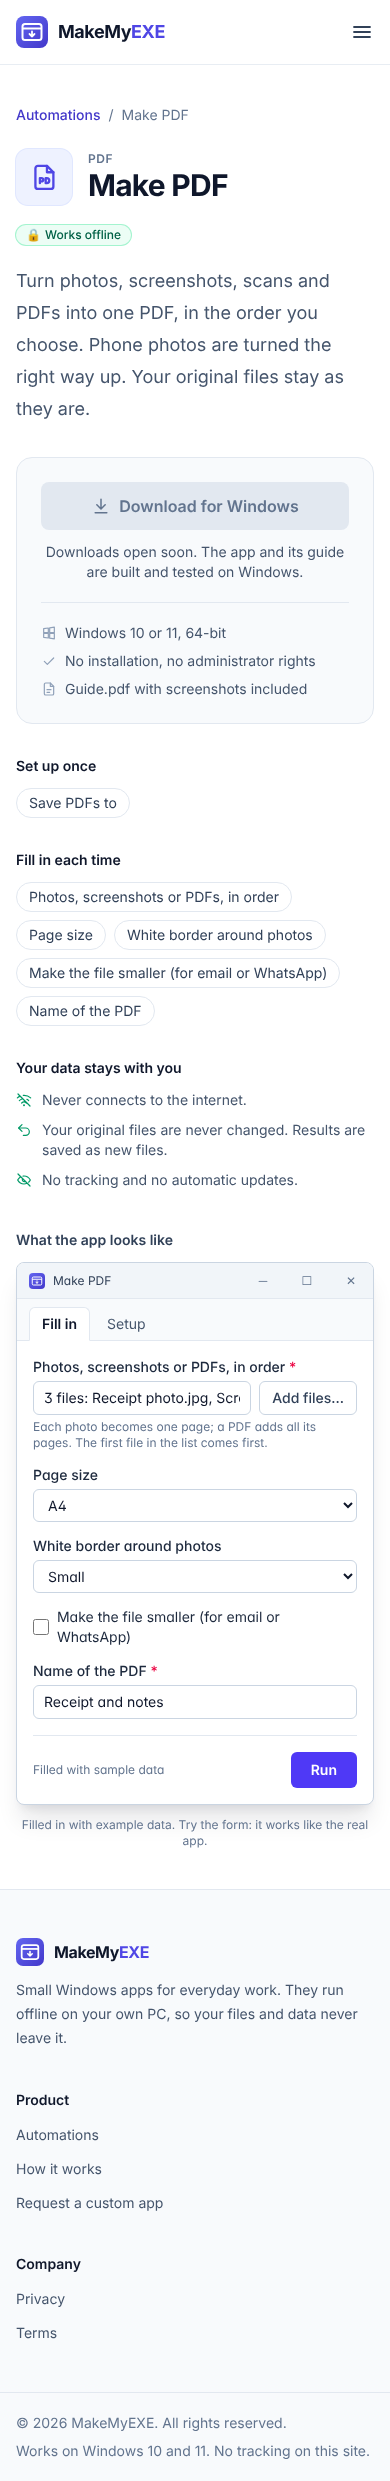 MakeMyEXE
Automations / Make PDF
PDF
Make PDF
🔒 Works offline
Turn photos, screenshots, scans and
PDFs into one PDF, in the order you
choose. Phone photos are turned the
right way up. Your original files stay as
they are.
Download for Windows
Downloads open soon. The app and its guide
are built and tested on Windows.
Windows 10 or 11, 64-bit
No installation, no administrator rights
Guide.pdf with screenshots included
Set up once
Save PDFs to
Fill in each time
Photos, screenshots or PDFs, in order
Page size
White border around photos
Make the file smaller (for email or WhatsApp)
Name of the PDF
Your data stays with you
Never connects to the internet.
Your original files are never changed. Results are
saved as new files.
No tracking and no automatic updates.
What the app looks like
Make PDF
Fill in
Setup
Photos, screenshots or PDFs, in order *
3 files: Receipt photo.jpg, Scre
Add files...
Each photo becomes one page; a PDF adds all its
pages. The first file in the list comes first.
Page size
A4
White border around photos
Small
Make the file smaller (for email or
WhatsApp)
Name of the PDF *
Receipt and notes
Filled with sample data
Run
Filled in with example data. Try the form: it works like the real
app.
MakeMyEXE
Small Windows apps for everyday work. They run
offline on your own PC, so your files and data never
leave it.
Product
Automations
How it works
Request a custom app
Company
Privacy
Terms
© 2026 MakeMyEXE. All rights reserved.
Works on Windows 10 and 11. No tracking on this site.